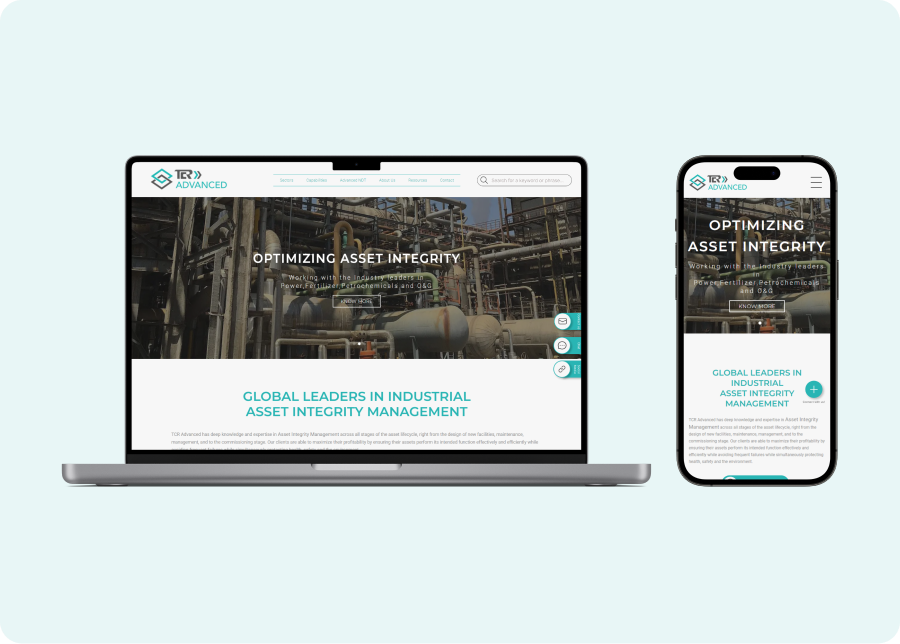 TCR
ADVANCED
Sectors Capabilities Advanced NDT About Us Resources Contact
OPTIMIZING ASSET INTEGRITY
Working with the Industry leaders
in
Power,Fertilizer,Petrochemicals and O&G
KNOW MORE
GLOBAL LEADERS IN INDUSTRIAL
ASSET INTEGRITY MANAGEMENT
TCR Advanced has deep knowledge and expertise in Asset Integrity Management across all stages of the asset lifecycle, right from the design of new facilities, maintenance,
management, and to the commissioning stage. Our clients are able to maximize their profitability by ensuring their assets perform its intended function effectively and efficiently while
TCR
ADVANCED
OPTIMIZING
ASSET INTEGRITY
Working with the Industry leaders
in
Power,Fertilizer,Petrochemicals
and O&G
KNOW MORE
GLOBAL LEADERS IN
INDUSTRIAL
ASSET INTEGRITY
MANAGEMENT
TCR Advanced has deep knowledge and expertise in Asset Integrity
Management across all stages of the asset lifecycle, right from the
design of new facilities, maintenance, management, and to the
commissioning stage. Our clients are able to maximize their profitability by
ensuring their assets perform its intended function effectively and
efficiently while avoiding frequent failures while simultaneously protecting
health, safety and the environment.